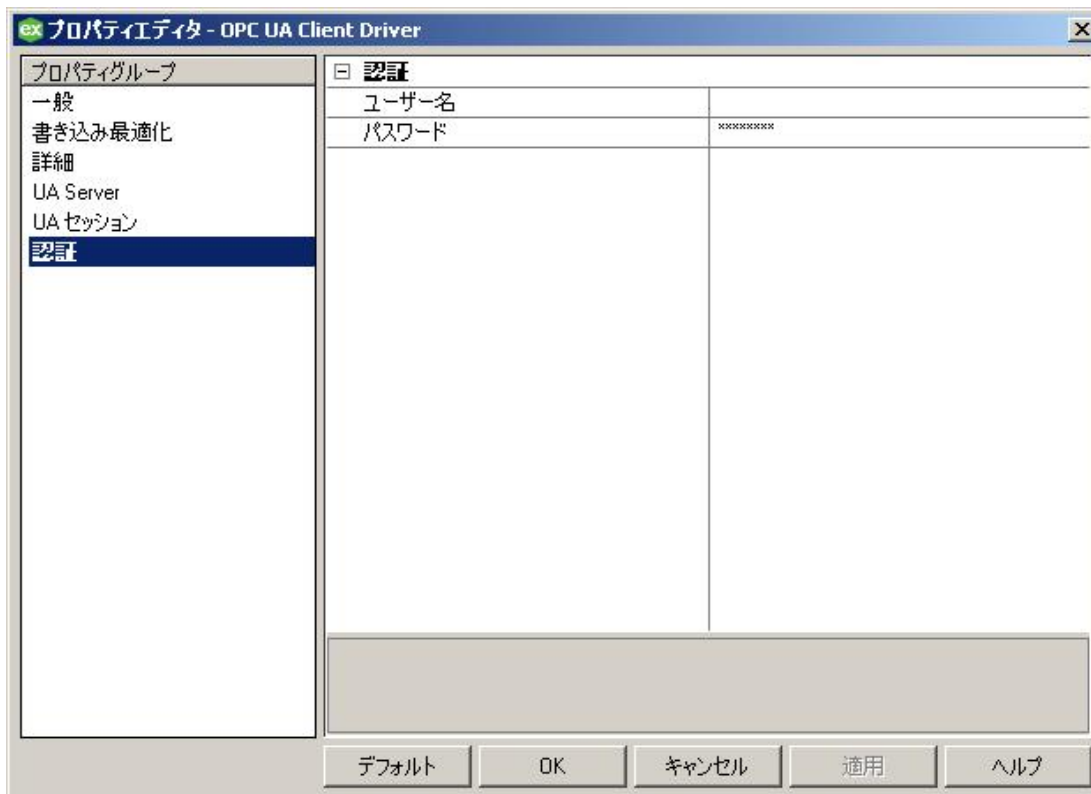 ex プロパティエディタ - OPC UA Client Driver
プロパティグループ
一般
書き込み最適化
詳細
UA Server
UA セッション
認証
認証
ユーザー名
パスワード ********
デフォルト OK キャンセル 適用 ヘルプ